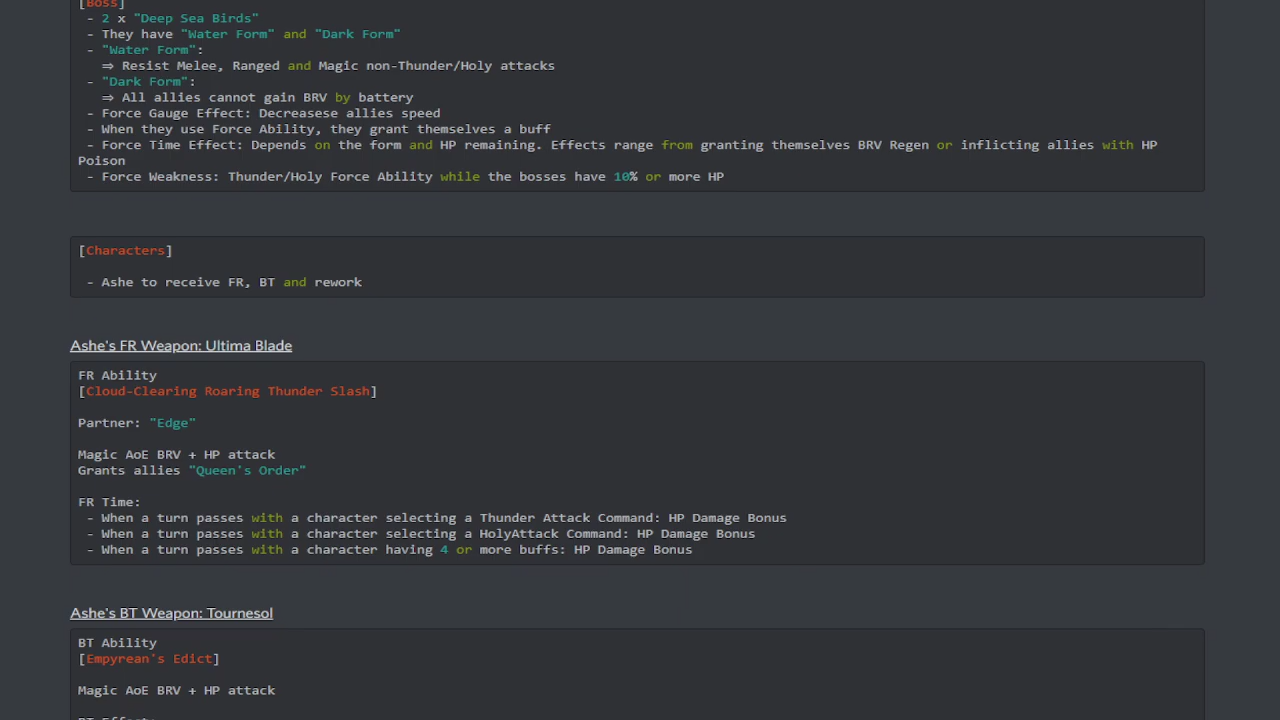 [Boss]
- 2 x "Deep Sea Birds"
- They have "Water Form" and "Dark Form"
- "Water Form":
⇒ Resist Melee, Ranged and Magic non-Thunder/Holy attacks
- "Dark Form":
⇒ All allies cannot gain BRV by battery
- Force Gauge Effect: Decreasese allies speed
- When they use Force Ability, they grant themselves a buff
- Force Time Effect: Depends on the form and HP remaining. Effects range from granting themselves BRV Regen or inflicting allies with HP
Poison
- Force Weakness: Thunder/Holy Force Ability while the bosses have 10% or more HP
[Characters]
- Ashe to receive FR, BT and rework
Ashe's FR Weapon: Ultima Blade
FR Ability
[Cloud-Clearing Roaring Thunder Slash]
Partner: "Edge"
Magic AoE BRV + HP attack
Grants allies "Queen's Order"
FR Time:
- When a turn passes with a character selecting a Thunder Attack Command: HP Damage Bonus
- When a turn passes with a character selecting a HolyAttack Command: HP Damage Bonus
- When a turn passes with a character having 4 or more buffs: HP Damage Bonus
Ashe's BT Weapon: Tournesol
BT Ability
[Empyrean's Edict]
Magic AoE BRV + HP attack
BT Effect: